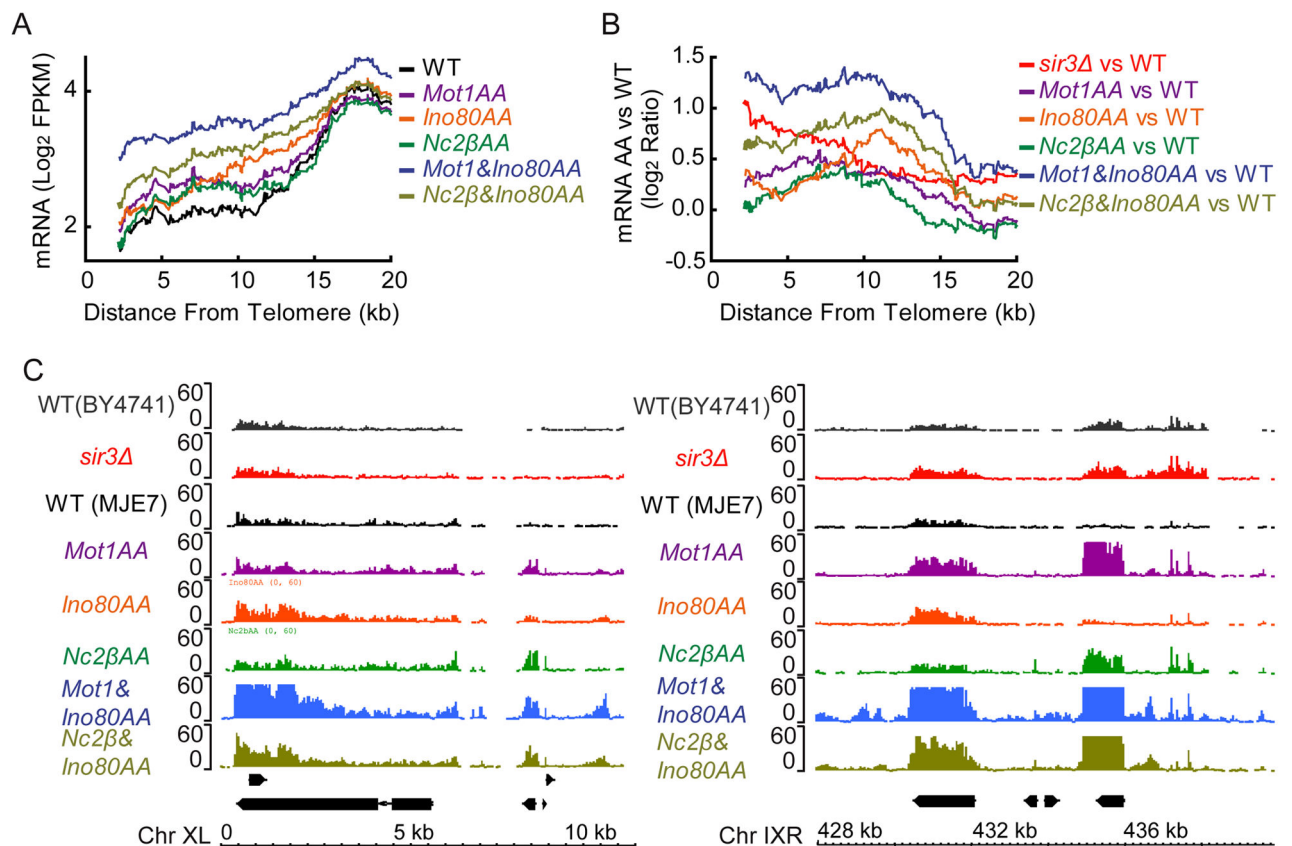 A
mRNA (Log2 FPKM)
4
2
0
5
10
15
20
Distance From Telomere (kb)
WT
Mot1AA
Ino80AA
Nc2βAA
Mot1&Ino80AA
Nc2β&Ino80AA
B
mRNA AA vs WT
(log2 Ratio)
1.5
1.0
0.5
0.0
-0.5
0
5
10
15
20
Distance From Telomere (kb)
sir3Δ vs WT
Mot1AA vs WT
Ino80AA vs WT
Nc2βAA vs WT
Mot1&Ino80AA vs WT
Nc2β&Ino80AA vs WT
C
WT(BY4741)
60
0
sir3Δ
60
0
WT (MJE7)
60
0
Mot1AA
60
0
Ino80AA (0, 60)
Ino80AA
60
0
Nc2bAA (0, 60)
Nc2βAA
60
0
Mot1&
Ino80AA
60
0
Nc2β&
Ino80AA
60
0
Chr XL
0
5 kb
10 kb
WT(BY4741)
60
0
sir3Δ
60
0
WT (MJE7)
60
0
Mot1AA
60
0
Ino80AA
60
0
Nc2βAA
60
0
Mot1&
Ino80AA
60
0
Nc2β&
Ino80AA
60
0
Chr IXR
428 kb
432 kb
436 kb